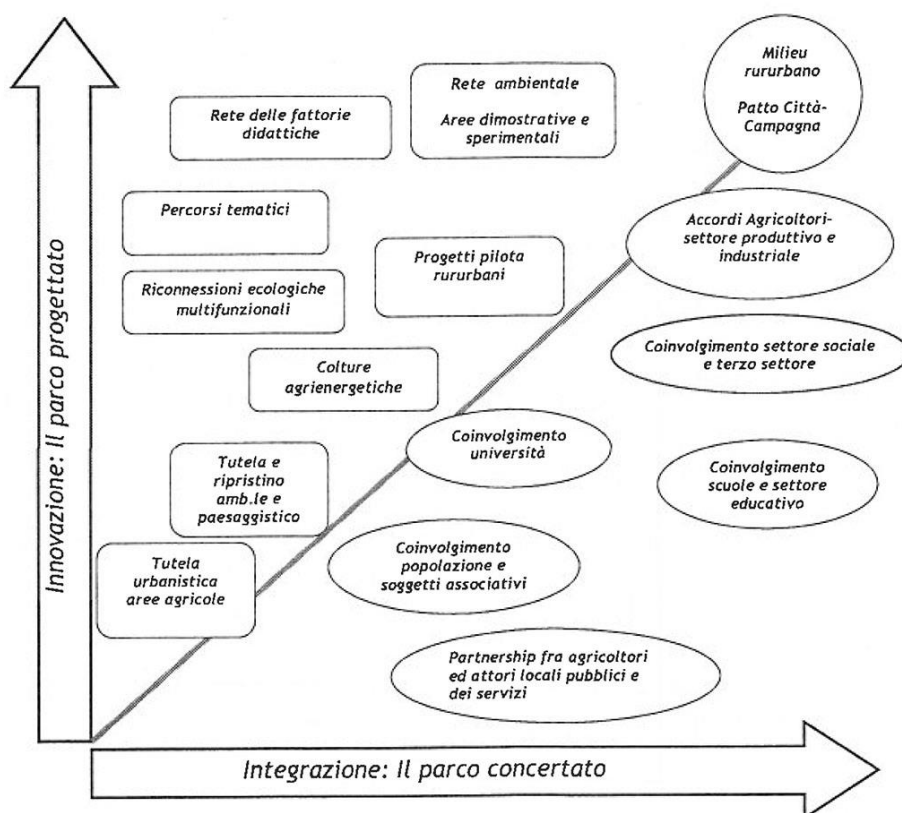 Milieu
rururbano
Patto Città-
Campagna
Rete ambientale
Aree dimostrative e
sperimentali
Rete delle fattorie
didattiche
Percorsi tematici
Accordi Agricoltori-
settore produttivo e
industriale
Progetti pilota
rururbani
Riconnessioni ecologiche
multifunzionali
Coinvolgimento settore sociale
e terzo settore
Colture
agrienergetiche
Coinvolgimento
università
Tutela e
ripristino
amb.le e
paesaggistico
Coinvolgimento
scuole e settore
educativo
Coinvolgimento
popolazione e
soggetti associativi
Tutela
urbanistica
aree agricole
Partnership fra agricoltori
ed attori locali pubblici e
dei servizi
Innovazione: Il parco progettato
Integrazione: Il parco concertato